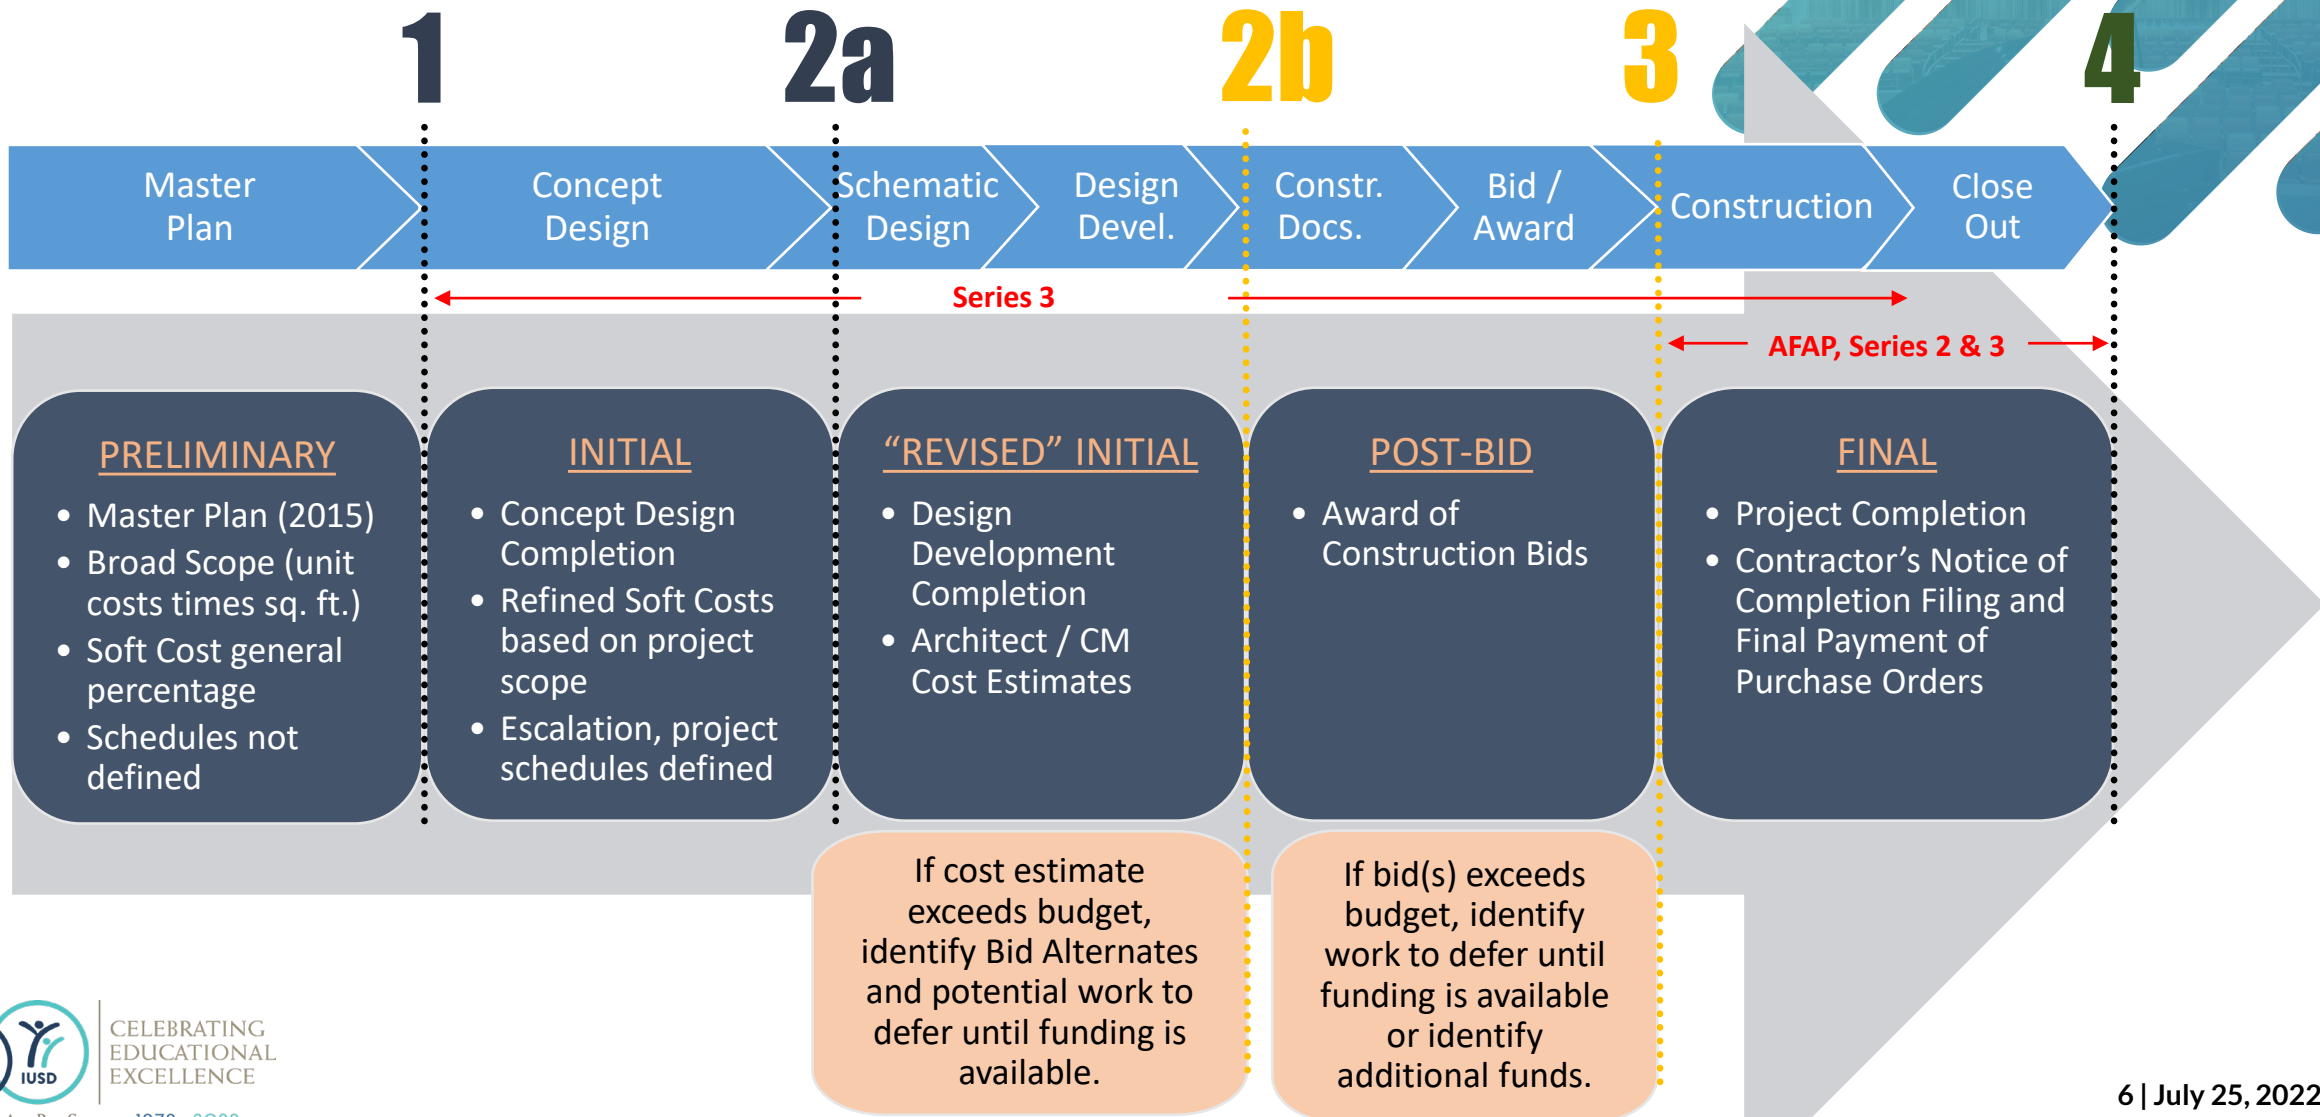 1
2a
2b
3
4
Master
Plan
Concept
Design
Schematic
Design
Design
Devel.
Constr.
Docs.
Bid /
Award
Construction
Close
Out
Series 3
AFAP, Series 2 & 3
PRELIMINARY
• Master Plan (2015)
• Broad Scope (unit
costs times sq. ft.)
• Soft Cost general
percentage
• Schedules not
defined
INITIAL
• Concept Design
Completion
• Refined Soft Costs
based on project
scope
• Escalation, project
schedules defined
“REVISED” INITIAL
• Design
Development
Completion
• Architect / CM
Cost Estimates
POST-BID
• Award of
Construction Bids
FINAL
• Project Completion
• Contractor’s Notice of
Completion Filing and
Final Payment of
Purchase Orders
If cost estimate
exceeds budget,
identify Bid Alternates
and potential work to
defer until funding is
available.
If bid(s) exceeds
budget, identify
work to defer until
funding is available
or identify
additional funds.
IUSD
CELEBRATING
EDUCATIONAL
EXCELLENCE
6 | July 25, 2022